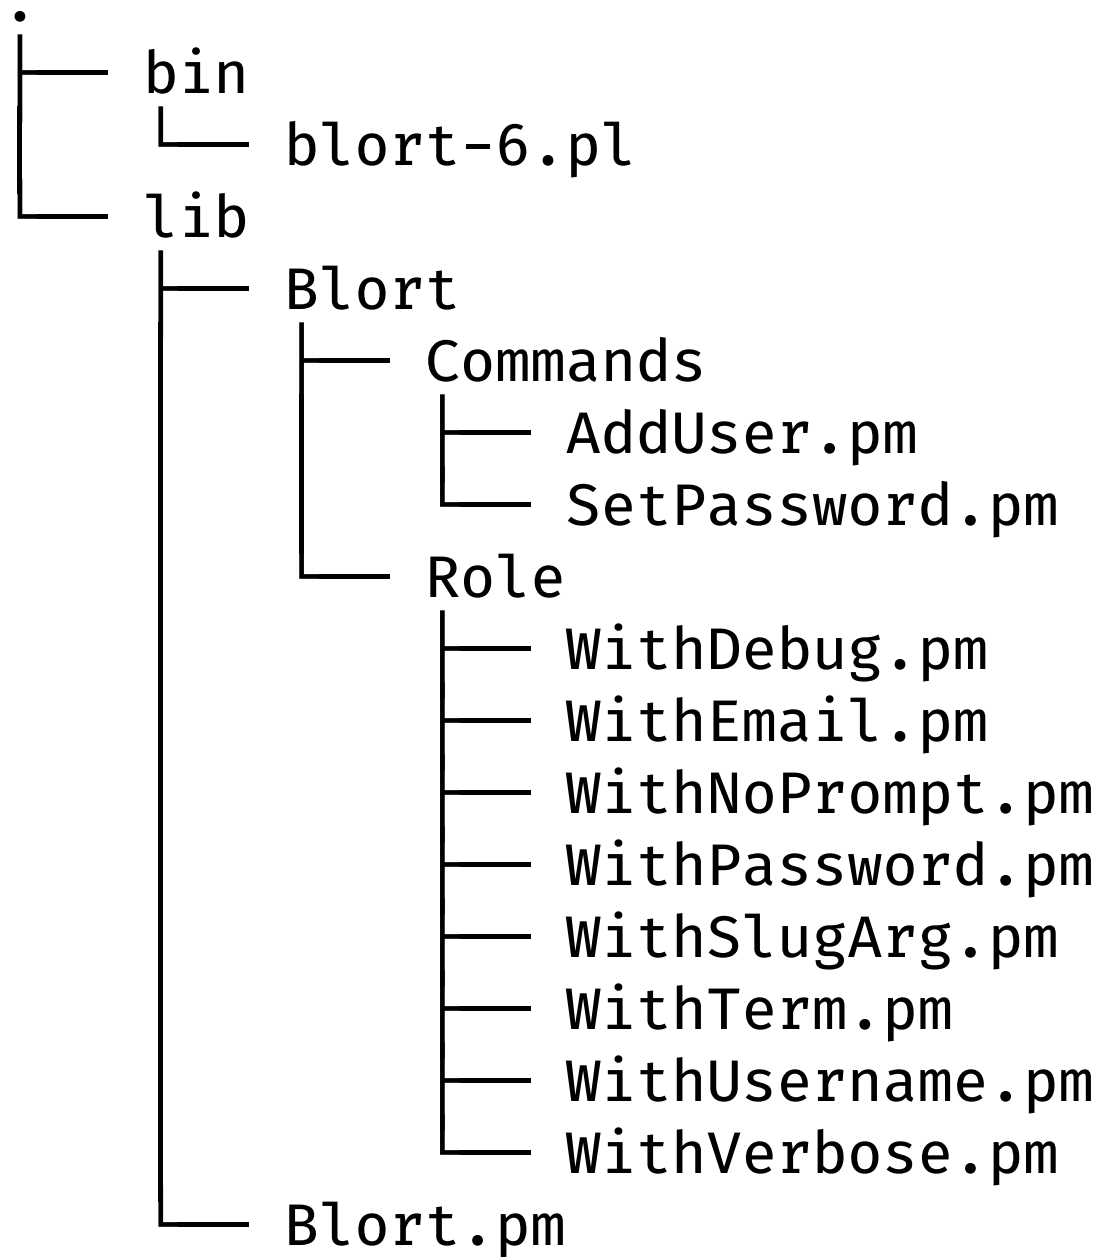 .
bin
blort-6.pl
lib
Blort
Commands
AddUser.pm
SetPassword.pm
Role
WithDebug.pm
WithEmail.pm
WithNoPrompt.pm
WithPassword.pm
WithSlugArg.pm
WithTerm.pm
WithUsername.pm
WithVerbose.pm
Blort.pm